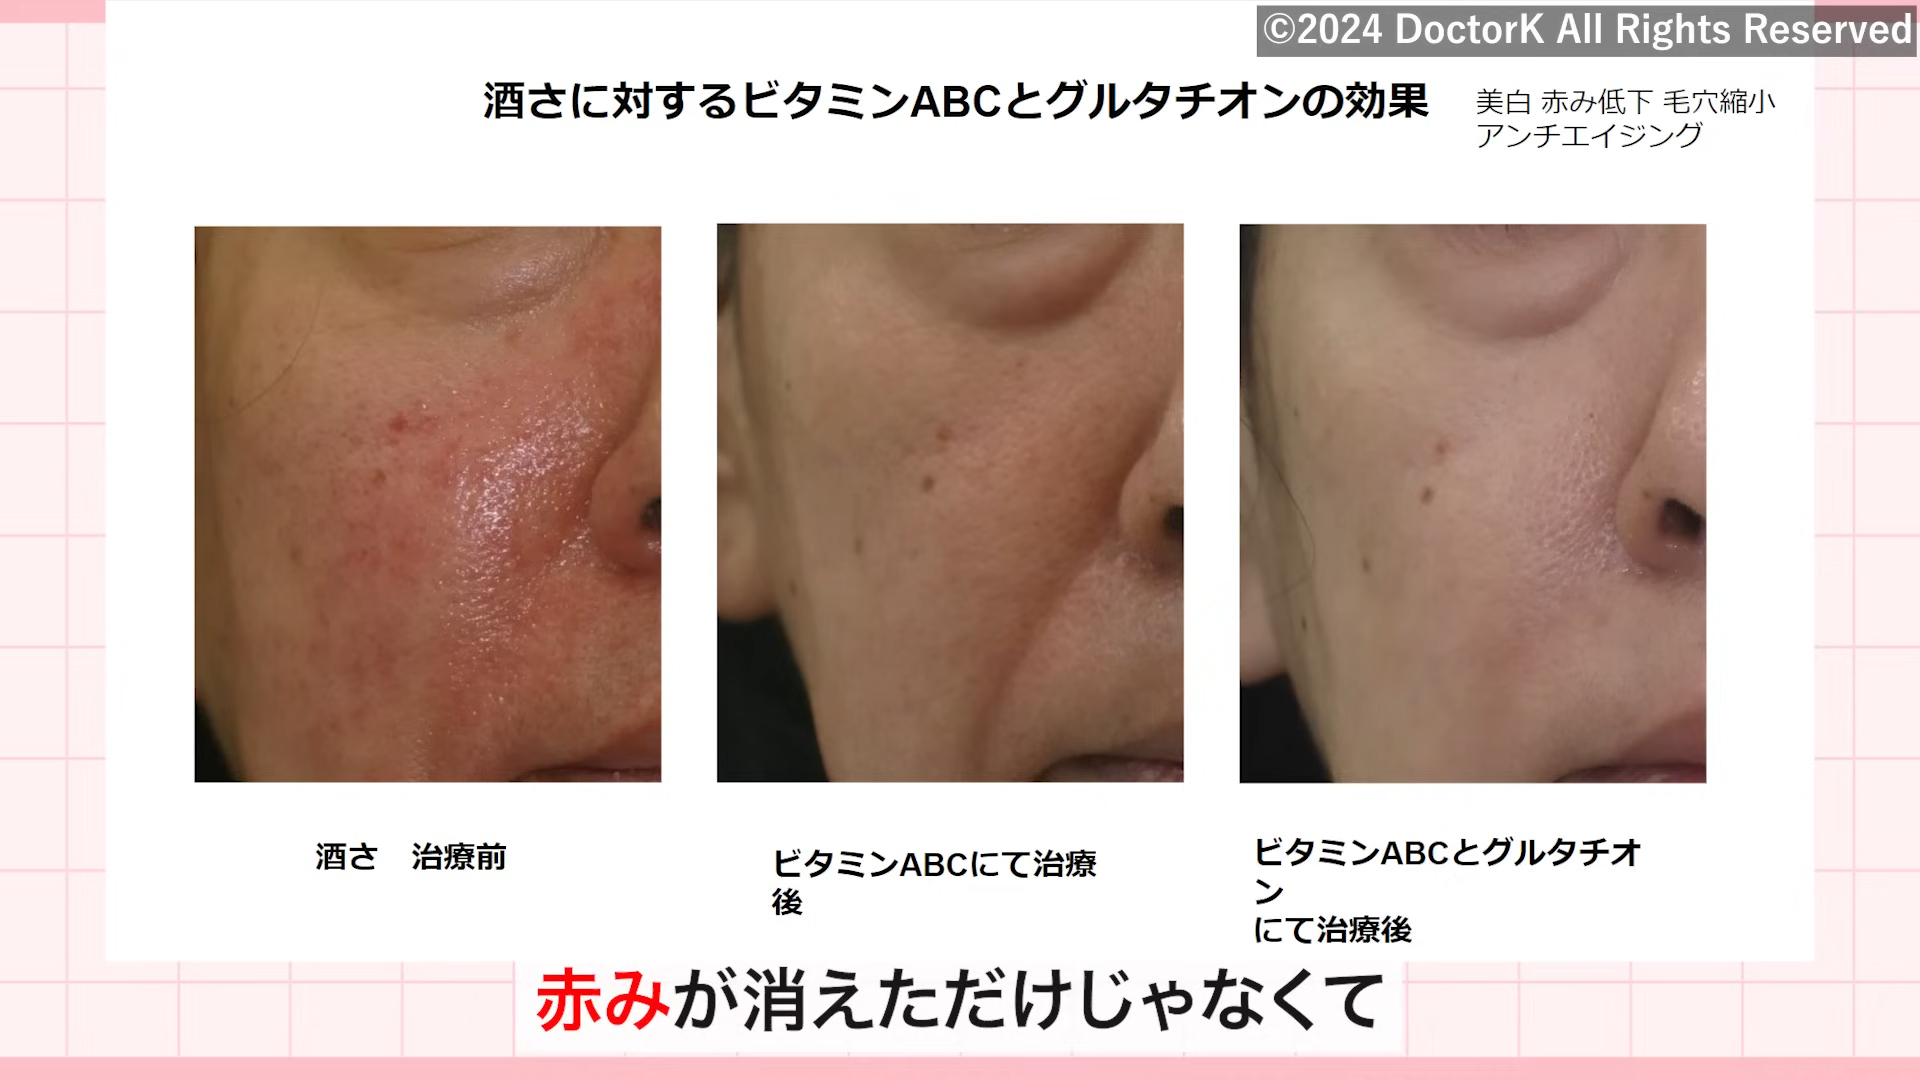 ©2024 DoctorK All Rights Reserved
酒さに対するビタミンABCとグルタチオンの効果
美白 赤み低下 毛穴縮小
アンチエイジング
酒さ　治療前
ビタミンABCにて治療
後
ビタミンABCとグルタチオ
ン
にて治療後
赤みが消えただけじゃなくて